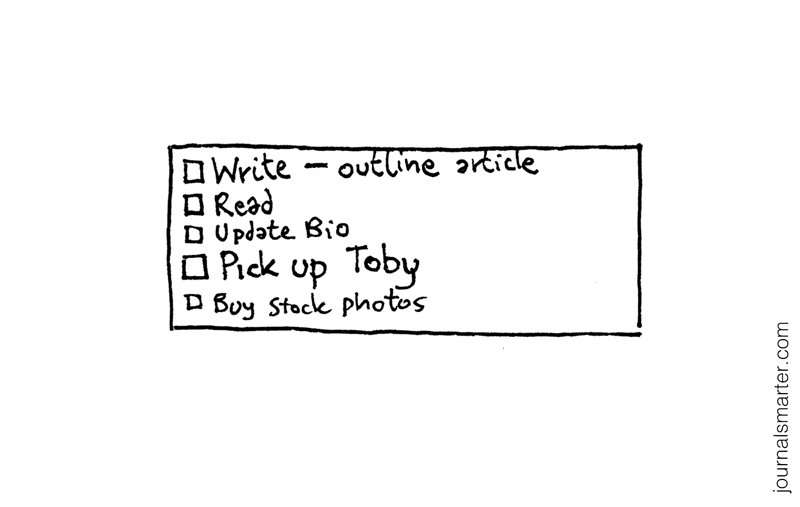 Write – outline article
Read
Update Bio
Pick up Toby
Buy stock photos
journalsmarter.com